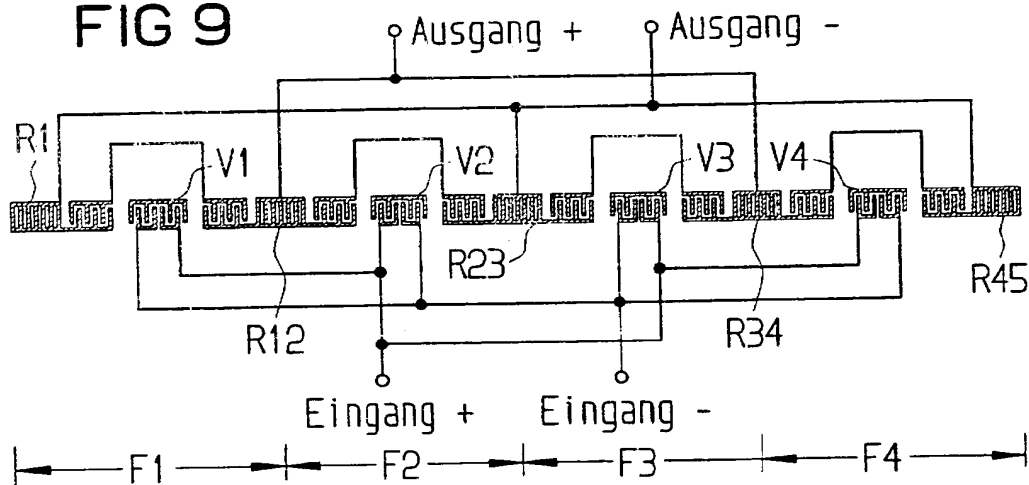 FIG 9
Ausgang + Ausgang -
R1 V1 V2 V3 V4
R12 R23 R34 R45
Eingang + Eingang -
F1 F2 F3 F4